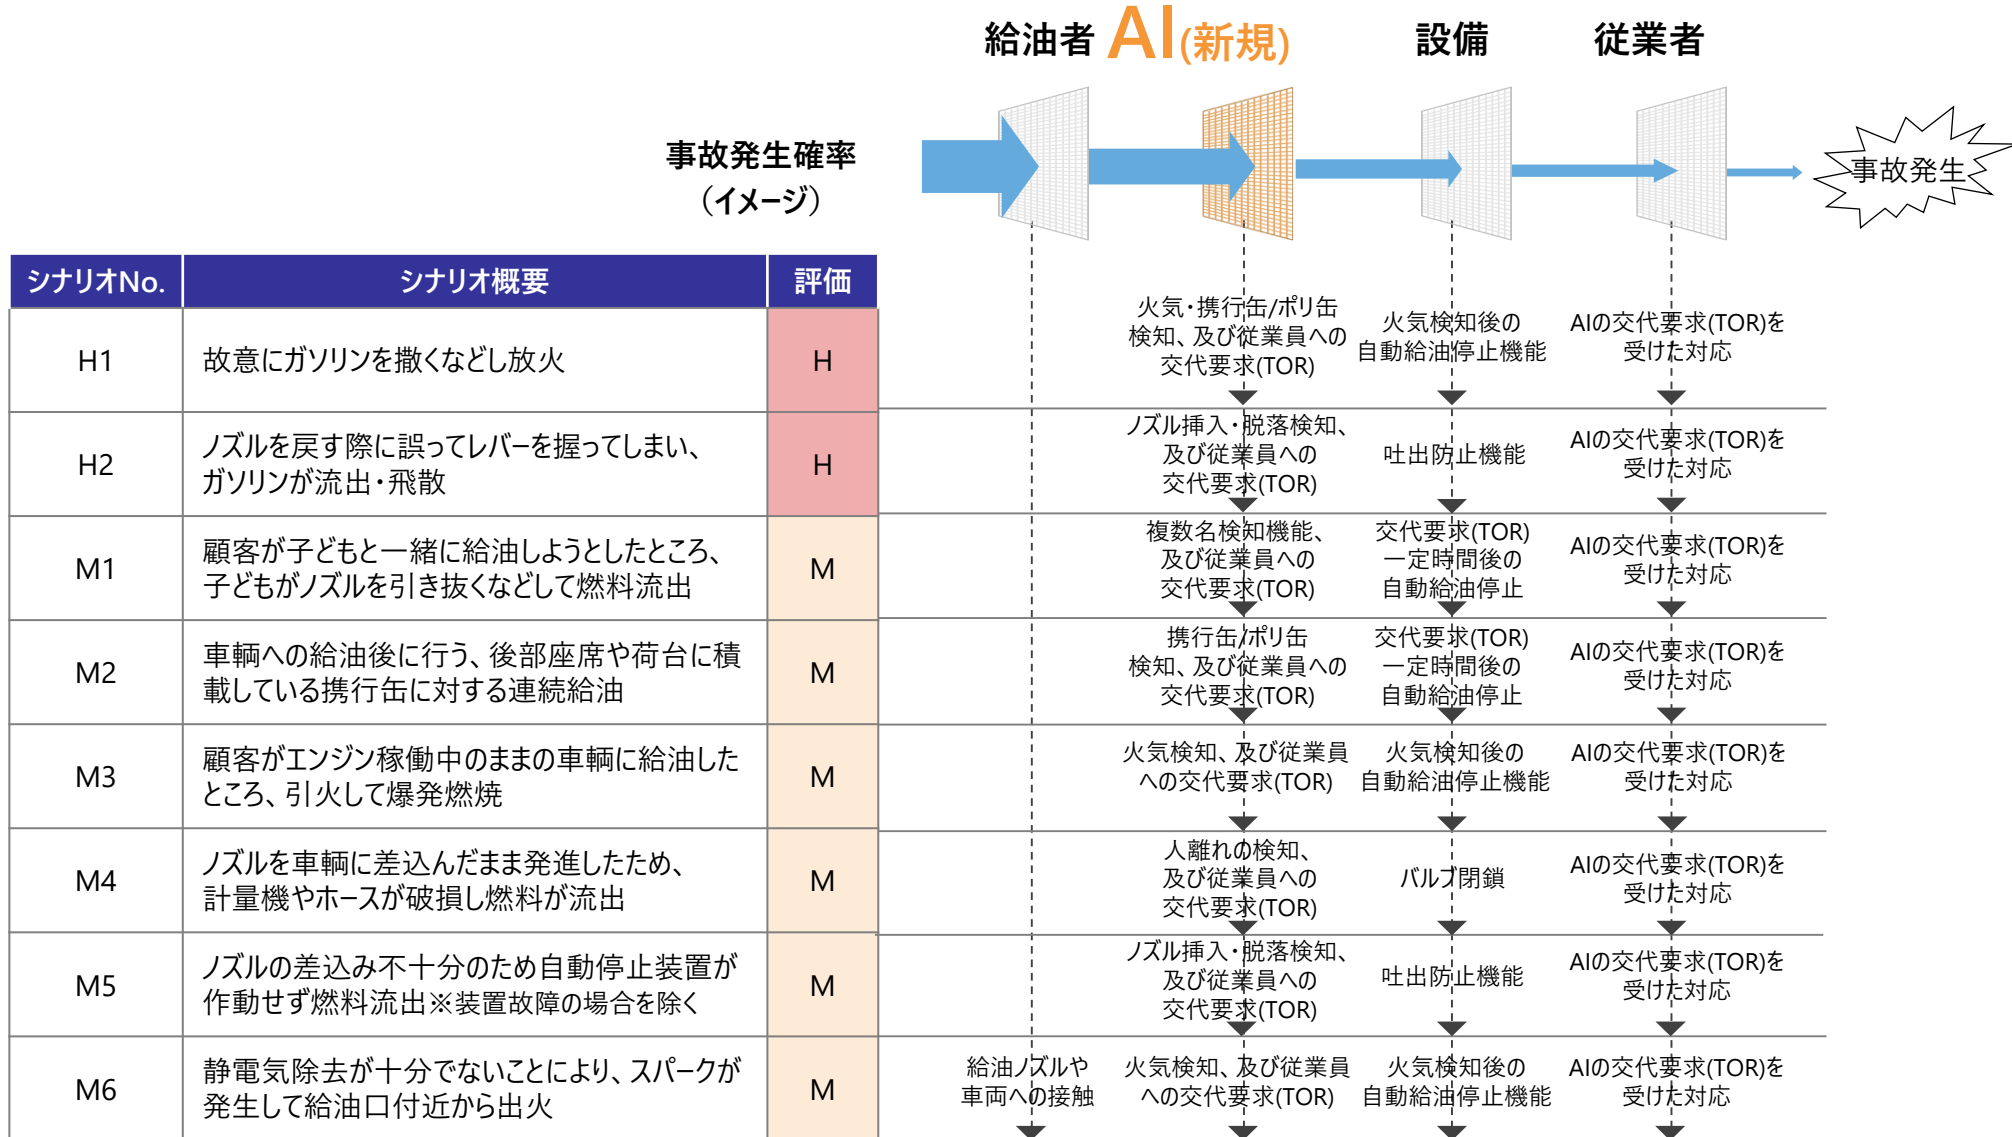 給油者 AI(新規) 設備 従業者
事故発生確率
（イメージ）
事故発生
シナリオNo. シナリオ概要 評価
H1
故意にガソリンを撒くなどし放火
H
火気・携行缶/ポリ缶
検知、及び従業員への
交代要求(TOR)
火気検知後の
自動給油停止機能
AIの交代要求(TOR)を
受けた対応
H2
ノズルを戻す際に誤ってレバーを握ってしまい、
ガソリンが流出・飛散
H
ノズル挿入・脱落検知、
及び従業員への
交代要求(TOR)
吐出防止機能
AIの交代要求(TOR)を
受けた対応
M1
顧客が子どもと一緒に給油しようとしたところ、
子どもがノズルを引き抜くなどして燃料流出
M
複数名検知機能、
及び従業員への
交代要求(TOR)
交代要求(TOR)
一定時間後の
自動給油停止
AIの交代要求(TOR)を
受けた対応
M2
車輌への給油後に行う、後部座席や荷台に積
載している携行缶に対する連続給油
M
携行缶/ポリ缶
検知、及び従業員への
交代要求(TOR)
交代要求(TOR)
一定時間後の
自動給油停止
AIの交代要求(TOR)を
受けた対応
M3
顧客がエンジン稼働中のままの車輌に給油した
ところ、引火して爆発燃焼
M
火気検知、及び従業員
への交代要求(TOR)
火気検知後の
自動給油停止機能
AIの交代要求(TOR)を
受けた対応
M4
ノズルを車輌に差込んだまま発進したため、
計量機やホースが破損し燃料が流出
M
人離れの検知、
及び従業員への
交代要求(TOR)
バルブ閉鎖
AIの交代要求(TOR)を
受けた対応
M5
ノズルの差込み不十分のため自動停止装置が
作動せず燃料流出※装置故障の場合を除く
M
ノズル挿入・脱落検知、
及び従業員への
交代要求(TOR)
吐出防止機能
AIの交代要求(TOR)を
受けた対応
M6
静電気除去が十分でないことにより、スパークが
発生して給油口付近から出火
M
給油ノズルや
車両への接触
火気検知、及び従業員
への交代要求(TOR)
火気検知後の
自動給油停止機能
AIの交代要求(TOR)を
受けた対応